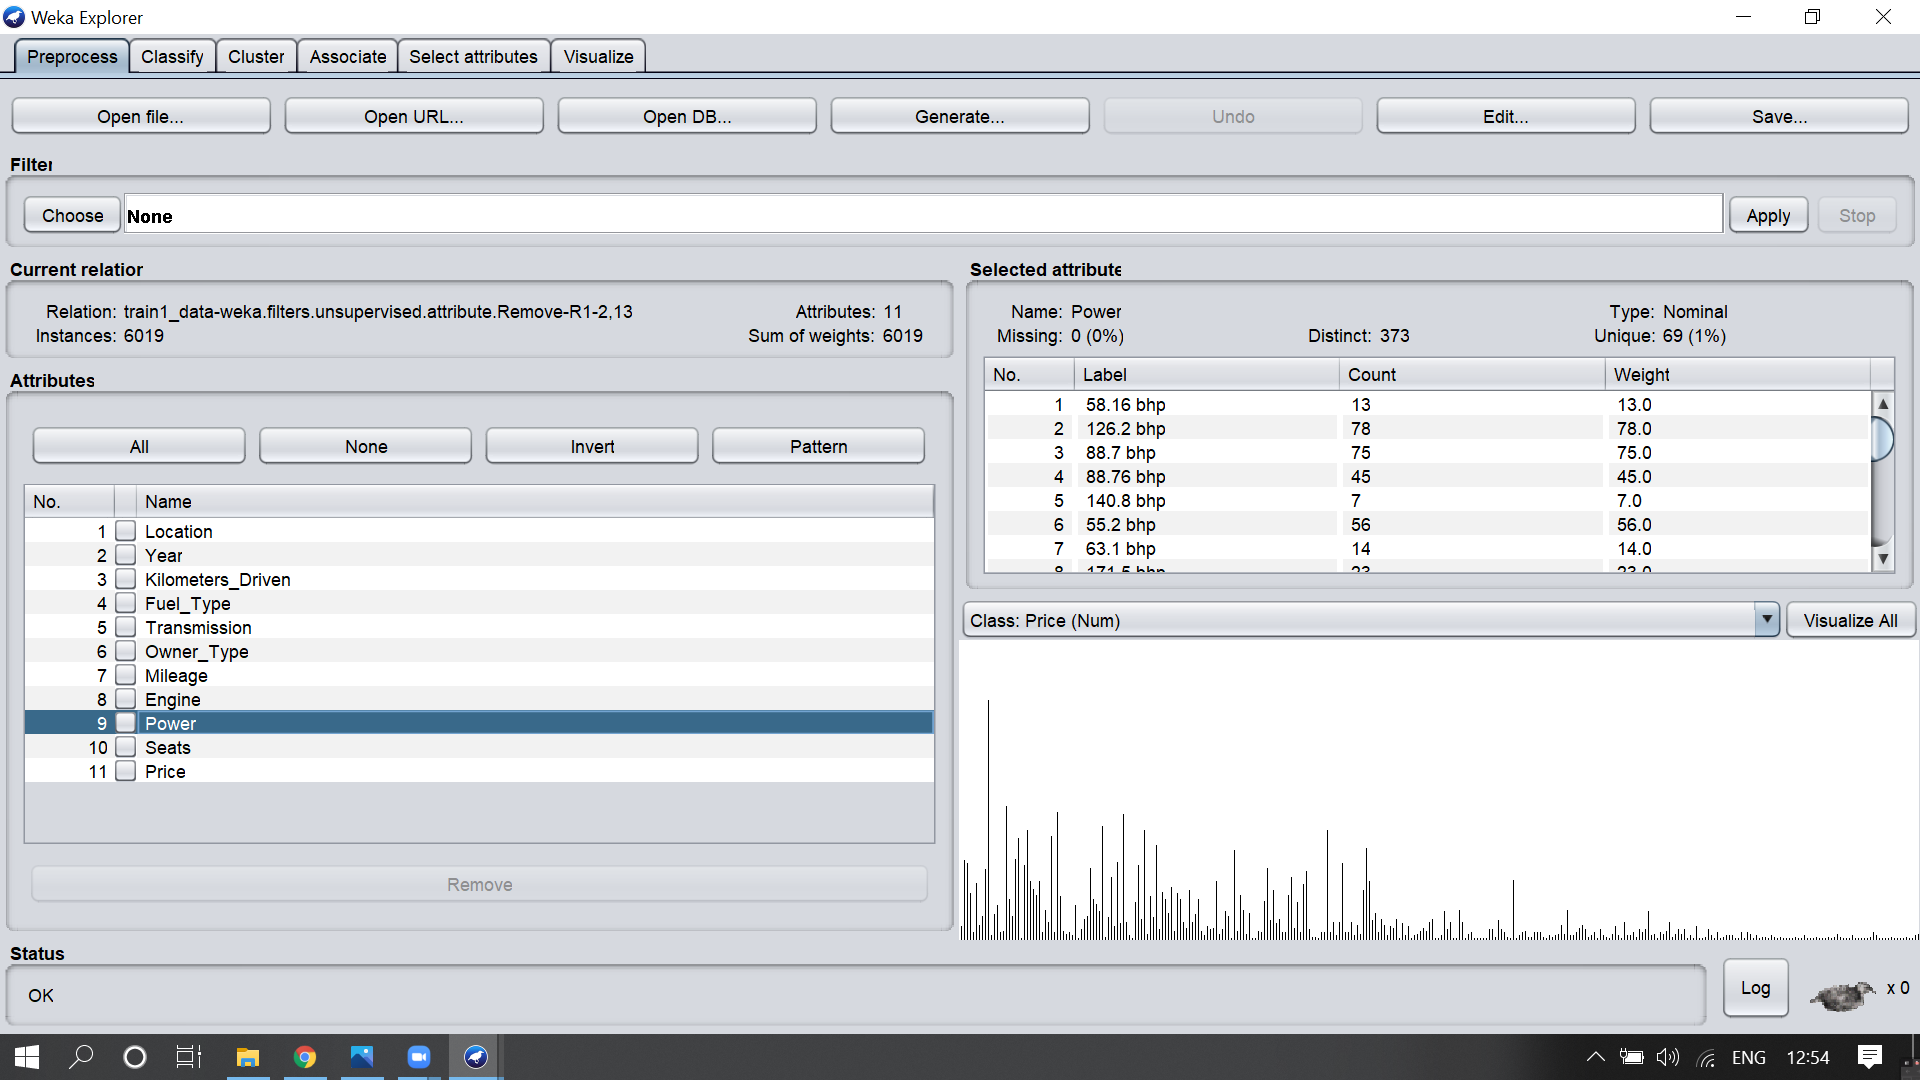 Weka Explorer
Preprocess Classify Cluster Associate Select attributes Visualize
Open file... Open URL... Open DB... Generate... Undo Edit... Save...
Filter
Choose None Apply Stop
Current relation
Relation: train1_data-weka.filters.unsupervised.attribute.Remove-R1-2,13 Attributes: 11
Instances: 6019 Sum of weights: 6019
Attributes
All None Invert Pattern
No. Name
1 Location
2 Year
3 Kilometers_Driven
4 Fuel_Type
5 Transmission
6 Owner_Type
7 Mileage
8 Engine
9 Power
10 Seats
11 Price
Remove
Selected attribute
Name: Power Type: Nominal
Missing: 0 (0%) Distinct: 373 Unique: 69 (1%)
No. Label Count Weight
1 58.16 bhp 13 13.0
2 126.2 bhp 78 78.0
3 88.7 bhp 75 75.0
4 88.76 bhp 45 45.0
5 140.8 bhp 7 7.0
6 55.2 bhp 56 56.0
7 63.1 bhp 14 14.0
8 171.5 bhp 23 23.0
Class: Price (Num) Visualize All
Status
OK
Log x 0
ENG 12:54